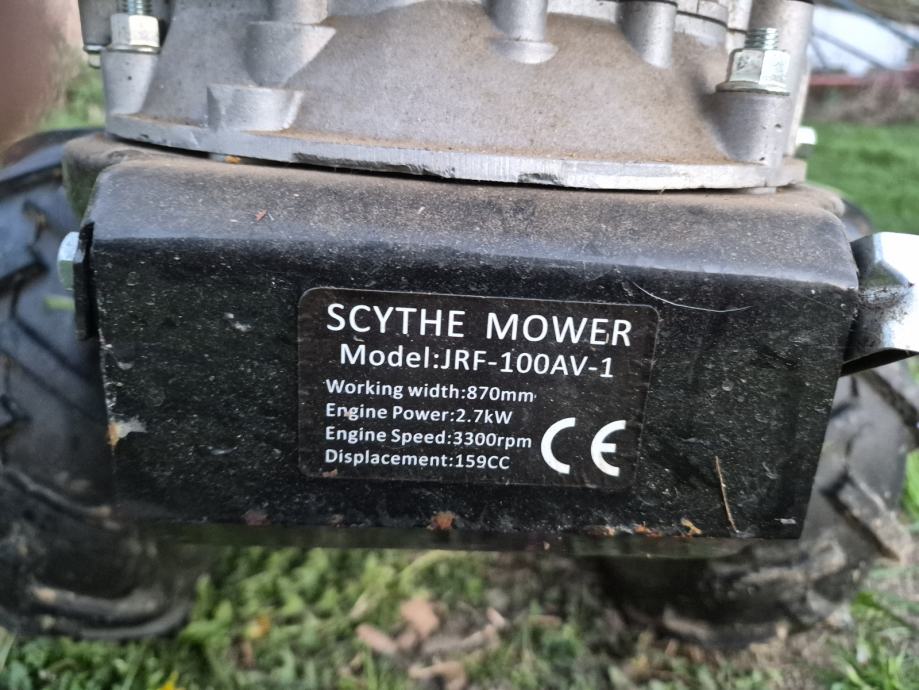 SCYTHE MOWER
Model:JRF-100AV-1
Working width:870mm
Engine Power:2.7kW
Engine Speed:3300rpm
Displacement:159CC
CE